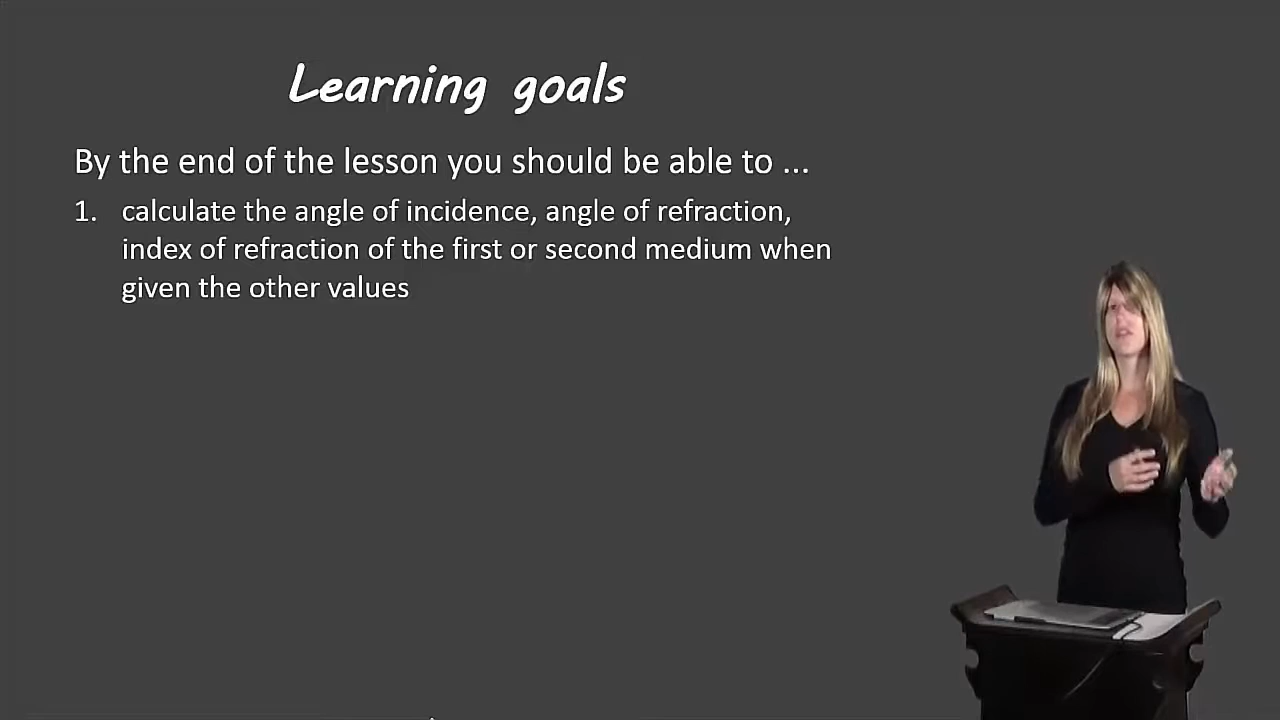 Learning goals
By the end of the lesson you should be able to ...
1. calculate the angle of incidence, angle of refraction,
index of refraction of the first or second medium when
given the other values